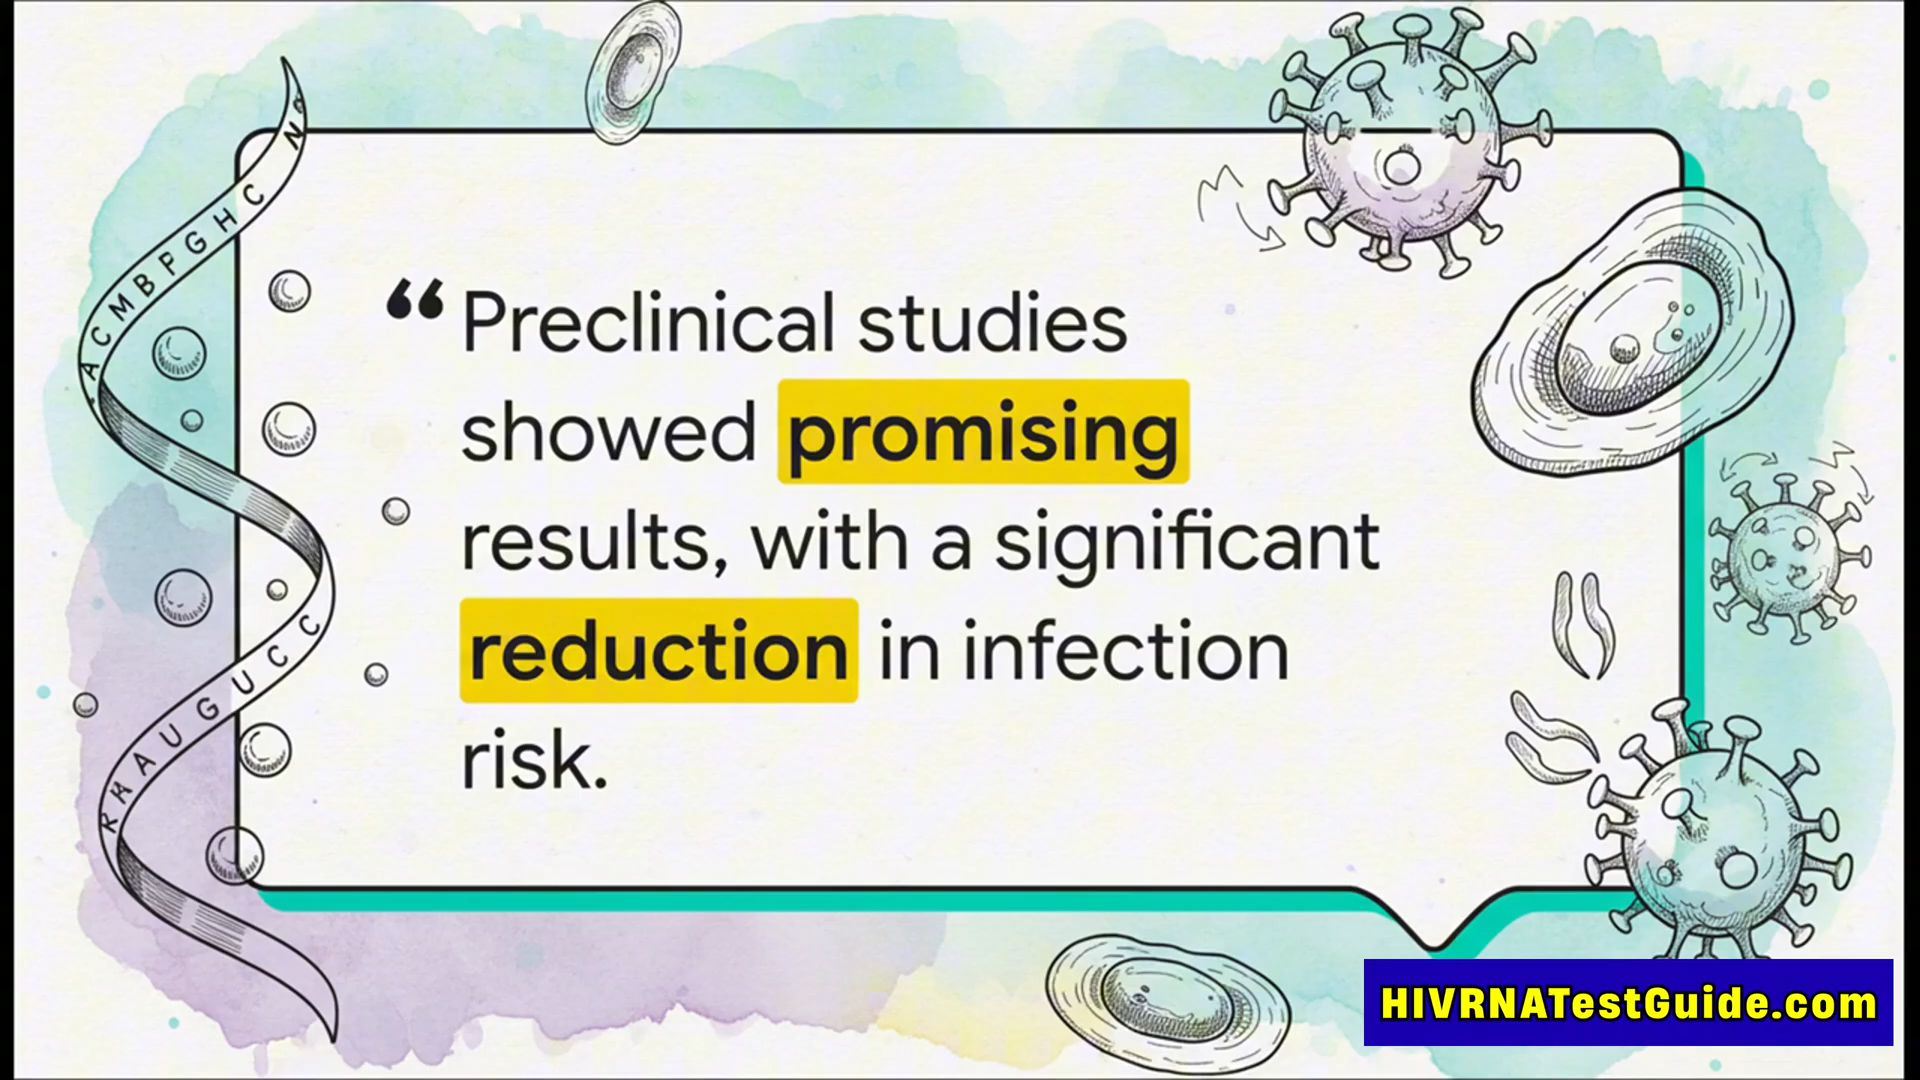 “Preclinical studies
showed promising
results, with a significant
reduction in infection
risk.
N
A C M B P G H C
R H A U G U C C
HIVRNATestGuide.com